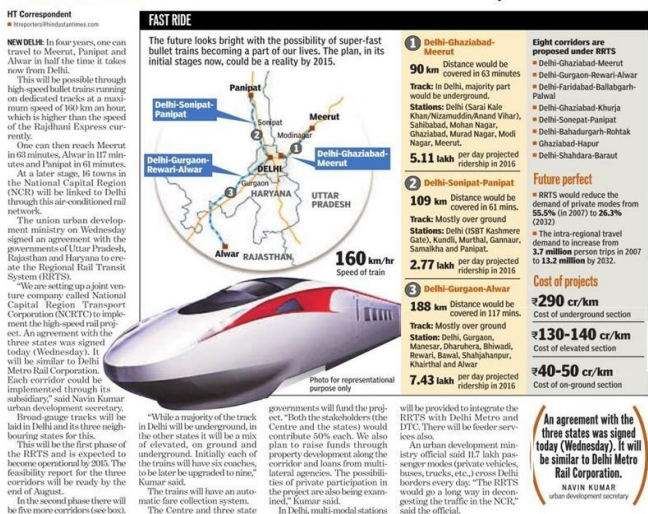 HT Correspondent
htreporters@hindustantimes.com
NEW DELHI: In four years, one can
travel to Meerut, Panipat and
Alwar in half the time it takes
now from Delhi.
This will be possible through
high-speed bullet trains running
on dedicated tracks at a maxi-
mum speed of 160 km an hour,
which is higher than the speed
of the Rajdhani Express cur-
rently.
One can then reach Meerut
in 63 minutes, Alwar in 117 min-
utes and Panipat in 61 minutes.
At a later stage, 16 towns in
the National Capital Region
(NCR) will be linked to Delhi
through this air-conditioned rail
network.
The union urban develop-
ment ministry on Wednesday
signed an agreement with the
governments of Uttar Pradesh,
Rajasthan and Haryana to cre-
ate the Regional Rail Transit
System (RRTS).
"We are setting up a joint ven-
ture company called National
Capital Region Transport
Corporation (NCRTC) to imple-
ment the high-speed rail proj-
ect. An agreement with the
three states was signed
today (Wednesday). It
will be similar to Delhi
Metro Rail Corporation.
Each corridor could be
implemented through its
subsidiary," said Navin Kumar
urban development secretary.
Broad-gauge tracks will be
laid in Delhi and its three neigh-
bouring states for this.
This will be the first phase of
the RRTS and is expected to
become operational by 2015. The
feasibility report for the three
corridors will be ready by the
end of August.
In the second phase there will
be five more corridors (see box).
FAST RIDE
The future looks bright with the possibility of super-fast
bullet trains becoming a part of our lives. The plan, in its
initial stages now, could be a reality by 2015.
Panipat
Delhi-Sonipat-
Panipat
Sonipat
Meerut
2
Modinagar
1
Delhi-Ghaziabad-
Meerut
Delhi-Gurgaon-
Rewari-Alwar
DELHI
Gurgaon
3
HARYANA
UTTAR
PRADESH
Alwar
RAJASTHAN
160 km/hr
Speed of train
Photo for representational
purpose only
1 Delhi-Ghaziabad-
Meerut
90 km Distance would be
covered in 63 minutes
Track: In Delhi, majority part
would be underground.
Stations: Delhi (Sarai Kale
Khan/Nizamuddin/Anand Vihar),
Sahibabad, Mohan Nagar,
Ghaziabad, Murad Nagar, Modi
Nagar, Meerut.
5.11 lakh per day projected
ridership in 2016
2 Delhi-Sonipat-Panipat
109 km Distance would be
covered in 61 mins.
Track: Mostly over ground
Stations: Delhi (ISBT Kashmere
Gate), Kundli, Murthal, Gannaur,
Samalkha and Panipat.
2.77 lakh per day projected
ridership in 2016
3 Delhi-Gurgaon-Alwar
188 km Distance would be
covered in 117 mins.
Track: Mostly over ground
Station: Delhi, Gurgaon,
Manesar, Dharuhera, Bhiwadi,
Rewari, Bawal, Shahjahanpur,
Khairthal and Alwar
7.43 lakh per day projected
ridership in 2016
Eight corridors are
proposed under RRTS
Delhi-Ghaziabad-Meerut
Delhi-Gurgaon-Rewari-Alwar
Delhi-Faridabad-Ballabgarh-
Palwal
Delhi-Ghaziabad-Khurja
Delhi-Sonepat-Panipat
Delhi-Bahadurgarh-Rohtak
Ghaziabad-Hapur
Delhi-Shahdara-Baraut
Future perfect
RRTS would reduce the
demand of private modes from
55.5% (in 2007) to 26.3%
(2032)
The intra-regional travel
demand to increase from
3.7 million person trips in 2007
to 13.2 million by 2032.
Cost of projects
₹290 cr/km
Cost of underground section
₹130-140 cr/km
Cost of elevated section
₹40-50 cr/km
Cost of on-ground section
"While a majority of the track
in Delhi will be underground, in
the other states it will be a mix
of elevated, on ground and
underground. Initially each of
the trains will have six coaches,
to be later be upgraded to nine,"
Kumar said.
The trains will have an auto-
matic fare collection system.
The Centre and three state
governments will fund the proj-
ect. "Both the stakeholders (the
Centre and the states) would
contribute 50% each. We also
plan to raise funds through
property development along the
corridor and loans from multi-
lateral agencies. The possibili-
ties of private participation in
the project are also being exam-
ined," Kumar said.
In Delhi, multi-modal stations
will be provided to integrate the
RRTS with Delhi Metro and
DTC. There will be feeder serv-
ices also.
An urban development min-
istry official said 11.7 lakh pas-
senger modes (private vehicles,
buses, trucks, etc.,) cross Delhi
borders every day. "The RRTS
would go a long way in decon-
gesting the traffic in the NCR,"
said the official.
An agreement with the
three states was signed
today (Wednesday). It will
be similar to Delhi Metro
Rail Corporation.
NAVIN KUMAR
urban development secretary